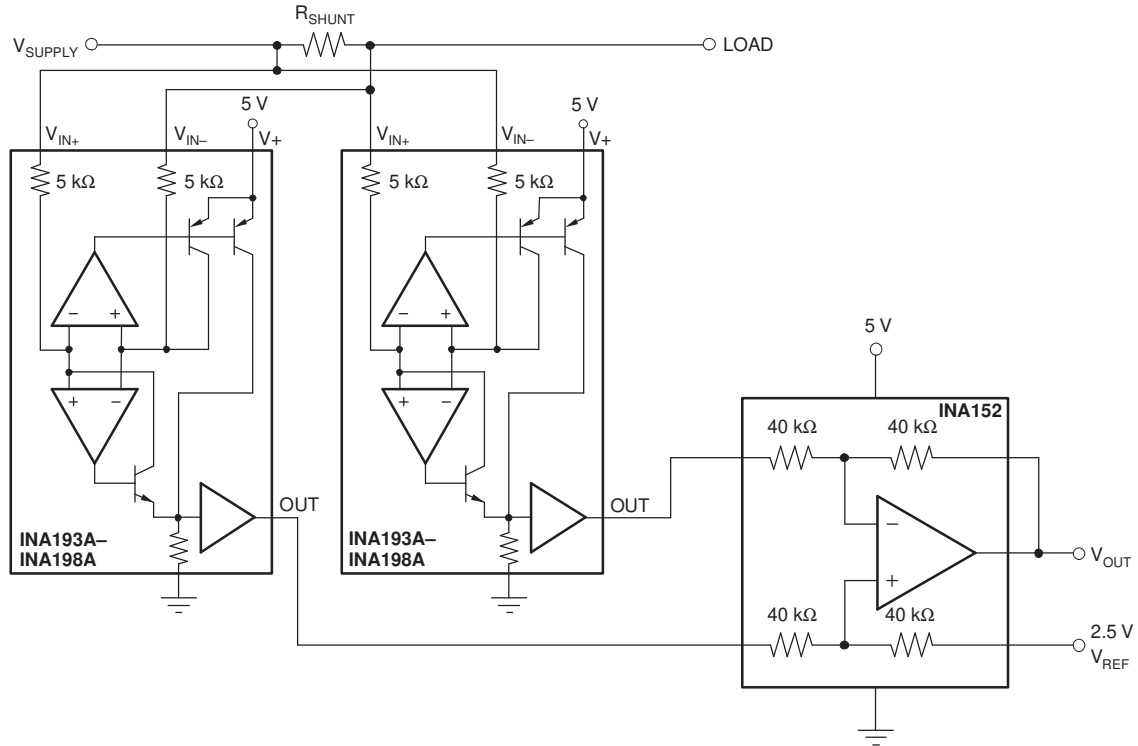 R_SHUNT
V_SUPPLY
LOAD
5 V
5 V
V_IN+
V_IN–
V+
V_IN+
V_IN–
V+
5 kΩ
5 kΩ
5 kΩ
5 kΩ
− +
− +
5 V
+ −
+ −
INA152
40 kΩ
40 kΩ
OUT
OUT
−
INA193A–
INA198A
INA193A–
INA198A
V_OUT
+
40 kΩ
40 kΩ
2.5 V
V_REF